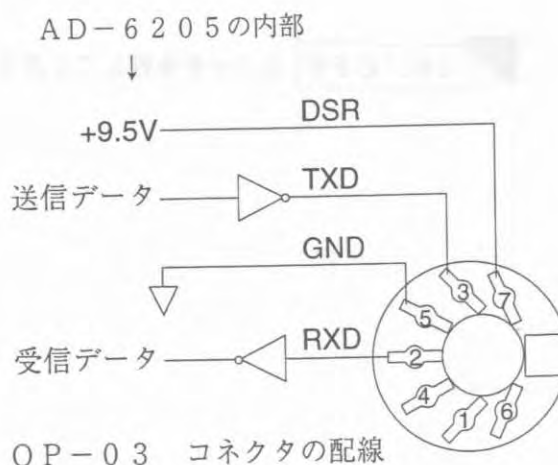 ＡＤ－６２０５の内部
↓
+9.5V DSR
送信データ TXD
GND
受信データ RXD
3 7
5
2
4
1 6
ＯＰ－０３　コネクタの配線